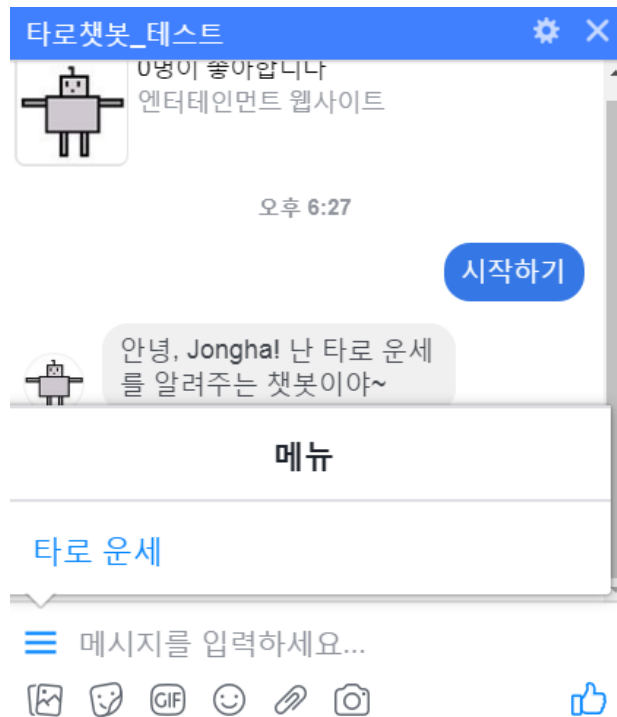 타로챗봇_테스트
0명이 좋아합니다
엔터테인먼트 웹사이트
오후 6:27
시작하기
안녕, Jongha! 난 타로 운세
를 알려주는 챗봇이야~
메뉴
타로 운세
메시지를 입력하세요...
GIF